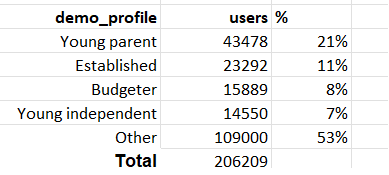 demo_profile users %
Young parent 43478 21%
Established 23292 11%
Budgeter 15889 8%
Young independent 14550 7%
Other 109000 53%
Total 206209